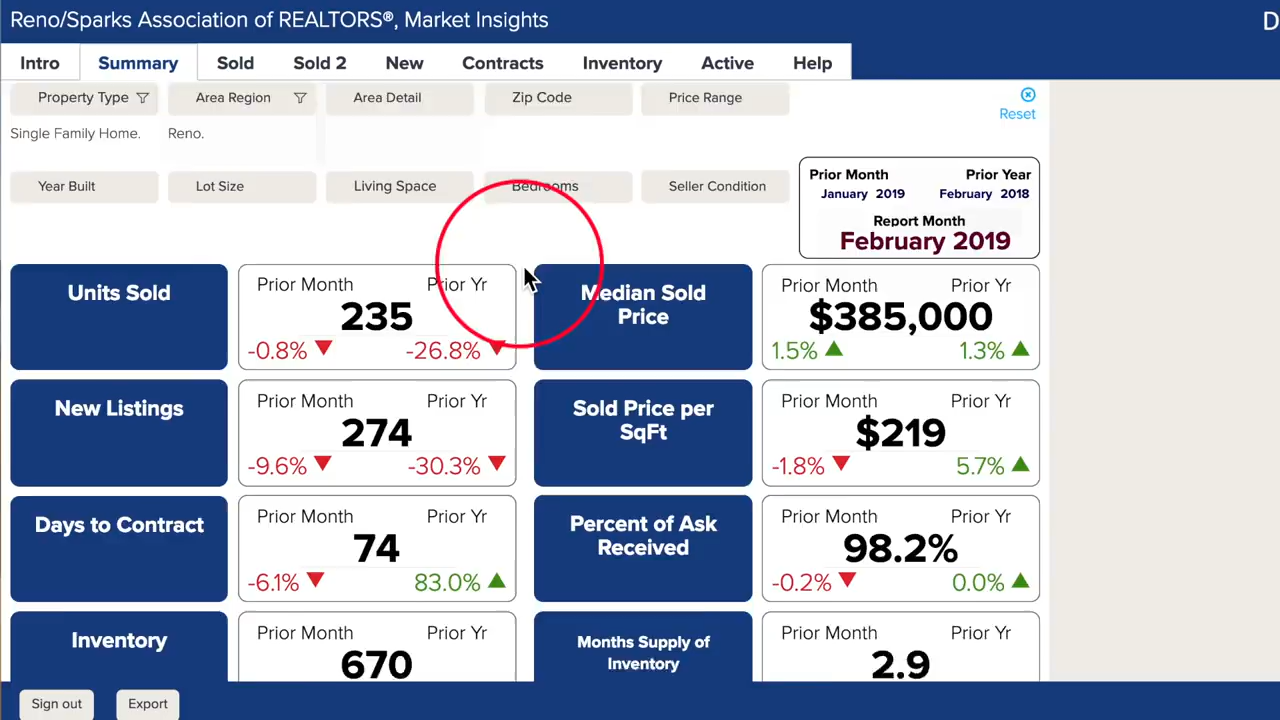 Reno/Sparks Association of REALTORS®, Market Insights
D
Intro Summary Sold Sold 2 New Contracts Inventory Active Help
Property Type Area Region Area Detail Zip Code Price Range
Reset
Single Family Home. Reno.
Year Built Lot Size Living Space Bedrooms Seller Condition
Prior Month Prior Year
January 2019 February 2018
Report Month
February 2019
Units Sold
Prior Month Prior Yr
235
-0.8% -26.8%
Median Sold
Price
Prior Month Prior Yr
$385,000
1.5% 1.3%
New Listings
Prior Month Prior Yr
274
-9.6% -30.3%
Sold Price per
SqFt
Prior Month Prior Yr
$219
-1.8% 5.7%
Days to Contract
Prior Month Prior Yr
74
-6.1% 83.0%
Percent of Ask
Received
Prior Month Prior Yr
98.2%
-0.2% 0.0%
Inventory
Prior Month Prior Yr
670
Months Supply of
Inventory
Prior Month Prior Yr
2.9
Sign out Export